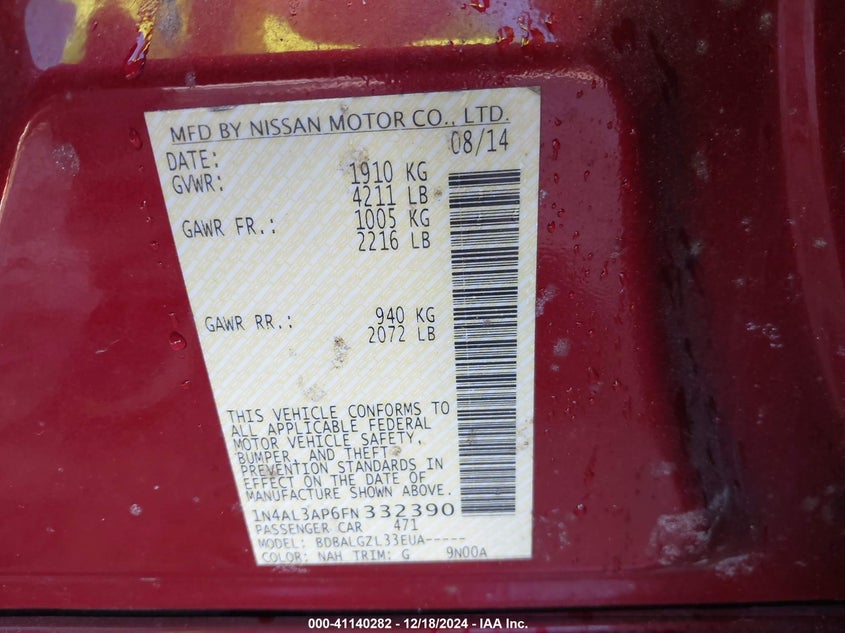 MFD BY NISSAN MOTOR CO., LTD.
DATE: 08/14
GVWR: 1910 KG
4211 LB
GAWR FR.: 1005 KG
2216 LB
GAWR RR.: 940 KG
2072 LB
THIS VEHICLE CONFORMS TO
ALL APPLICABLE FEDERAL
MOTOR VEHICLE SAFETY,
BUMPER, AND THEFT
PREVENTION STANDARDS IN
EFFECT ON THE DATE OF
MANUFACTURE SHOWN ABOVE.
1N4AL3AP6FN332390
PASSENGER CAR 471
MODEL: BDBALGZL33EUA-----
COLOR: NAH TRIM: G 9N00A
000-41140282 - 12/18/2024 - IAA Inc.